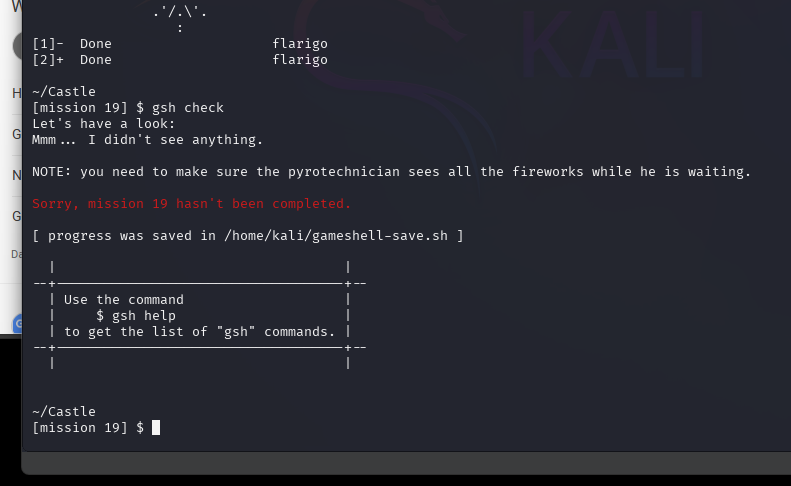 W
.'/.\'.
:
[1]-  Done                    flarigo
[2]+  Done                    flarigo
KALI
~/Castle
H
[mission 19] $ gsh check
Let's have a look:
G
Mmm... I didn't see anything.
N
NOTE: you need to make sure the pyrotechnician sees all the fireworks while he is waiting.
Sorry, mission 19 hasn't been completed.
G
[ progress was saved in /home/kali/gameshell-save.sh ]
Da
Use the command
$ gsh help
to get the list of "gsh" commands.
G
~/Castle
[mission 19] $